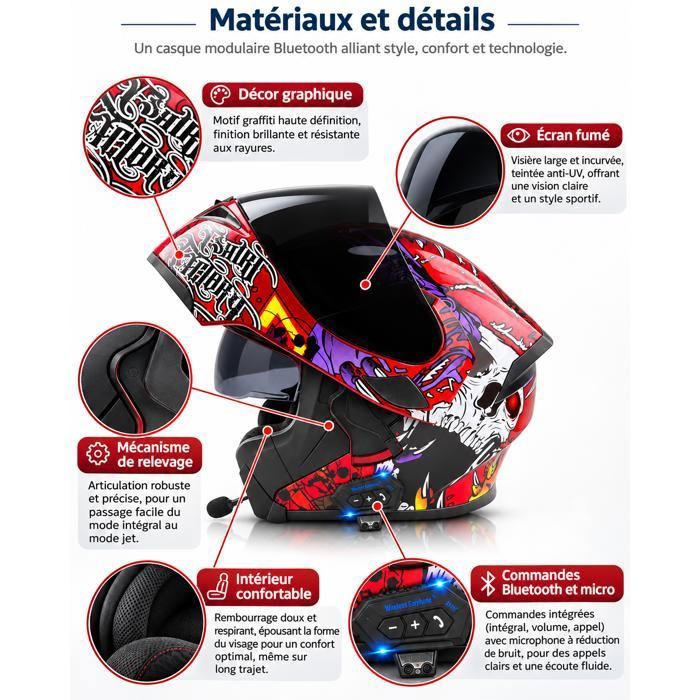 Matériaux et détails
Un casque modulaire Bluetooth alliant style, confort et technologie.
Décor graphique
Motif graffiti haute définition,
finition brillante et résistante
aux rayures.
Écran fumé
Visière large et incurvée,
teintée anti-UV, offrant
une vision claire
et un style sportif.
Mécanisme
de relevage
Articulation robuste
et précise, pour un
passage facile du
mode intégral au
mode jet.
Intérieur
confortable
Rembourrage doux et
respirant, épousant la forme
du visage pour un confort
optimal, même sur
long trajet.
Wireless Earphone
Commandes
Bluetooth et micro
Commandes intégrées
(intégral, volume, appel)
avec microphone à réduction
de bruit, pour des appels
clairs et une écoute fluide.